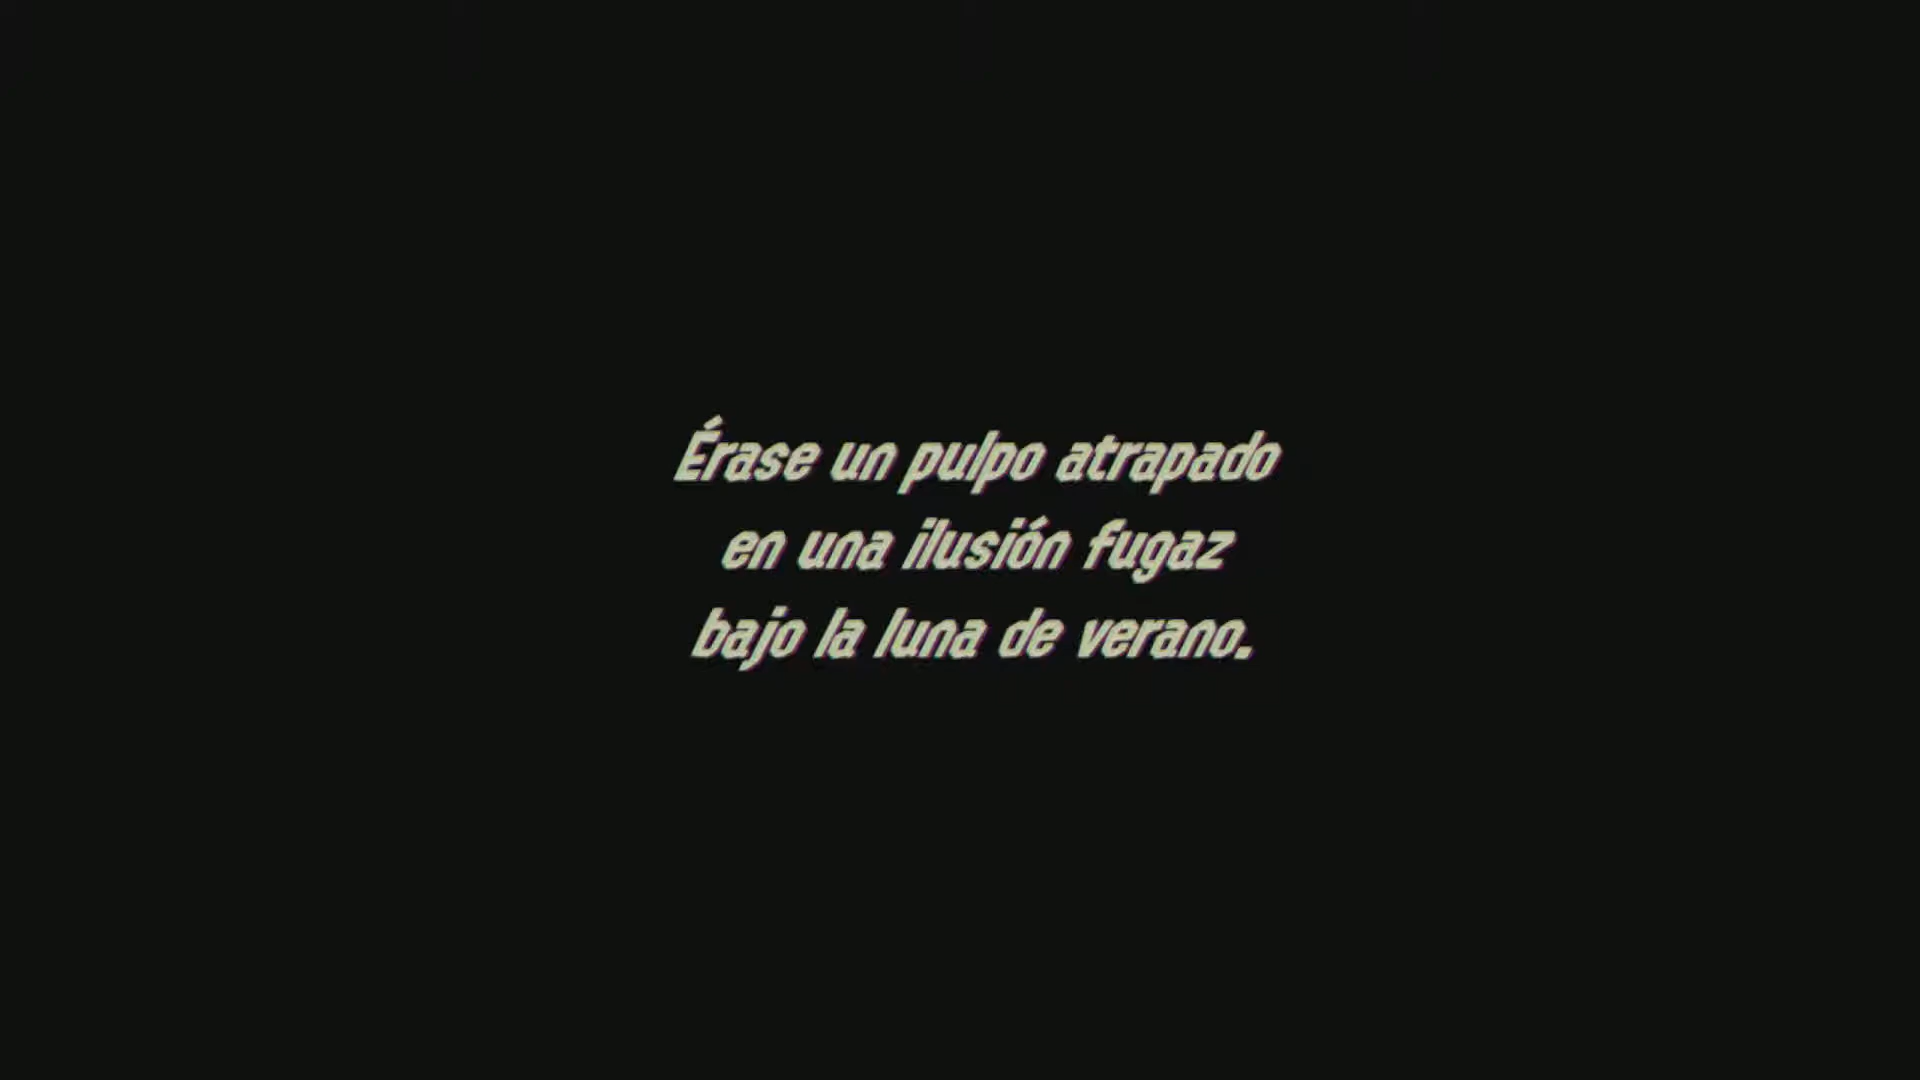 Érase un pulpo atrapado
en una ilusión fugaz
bajo la luna de verano.